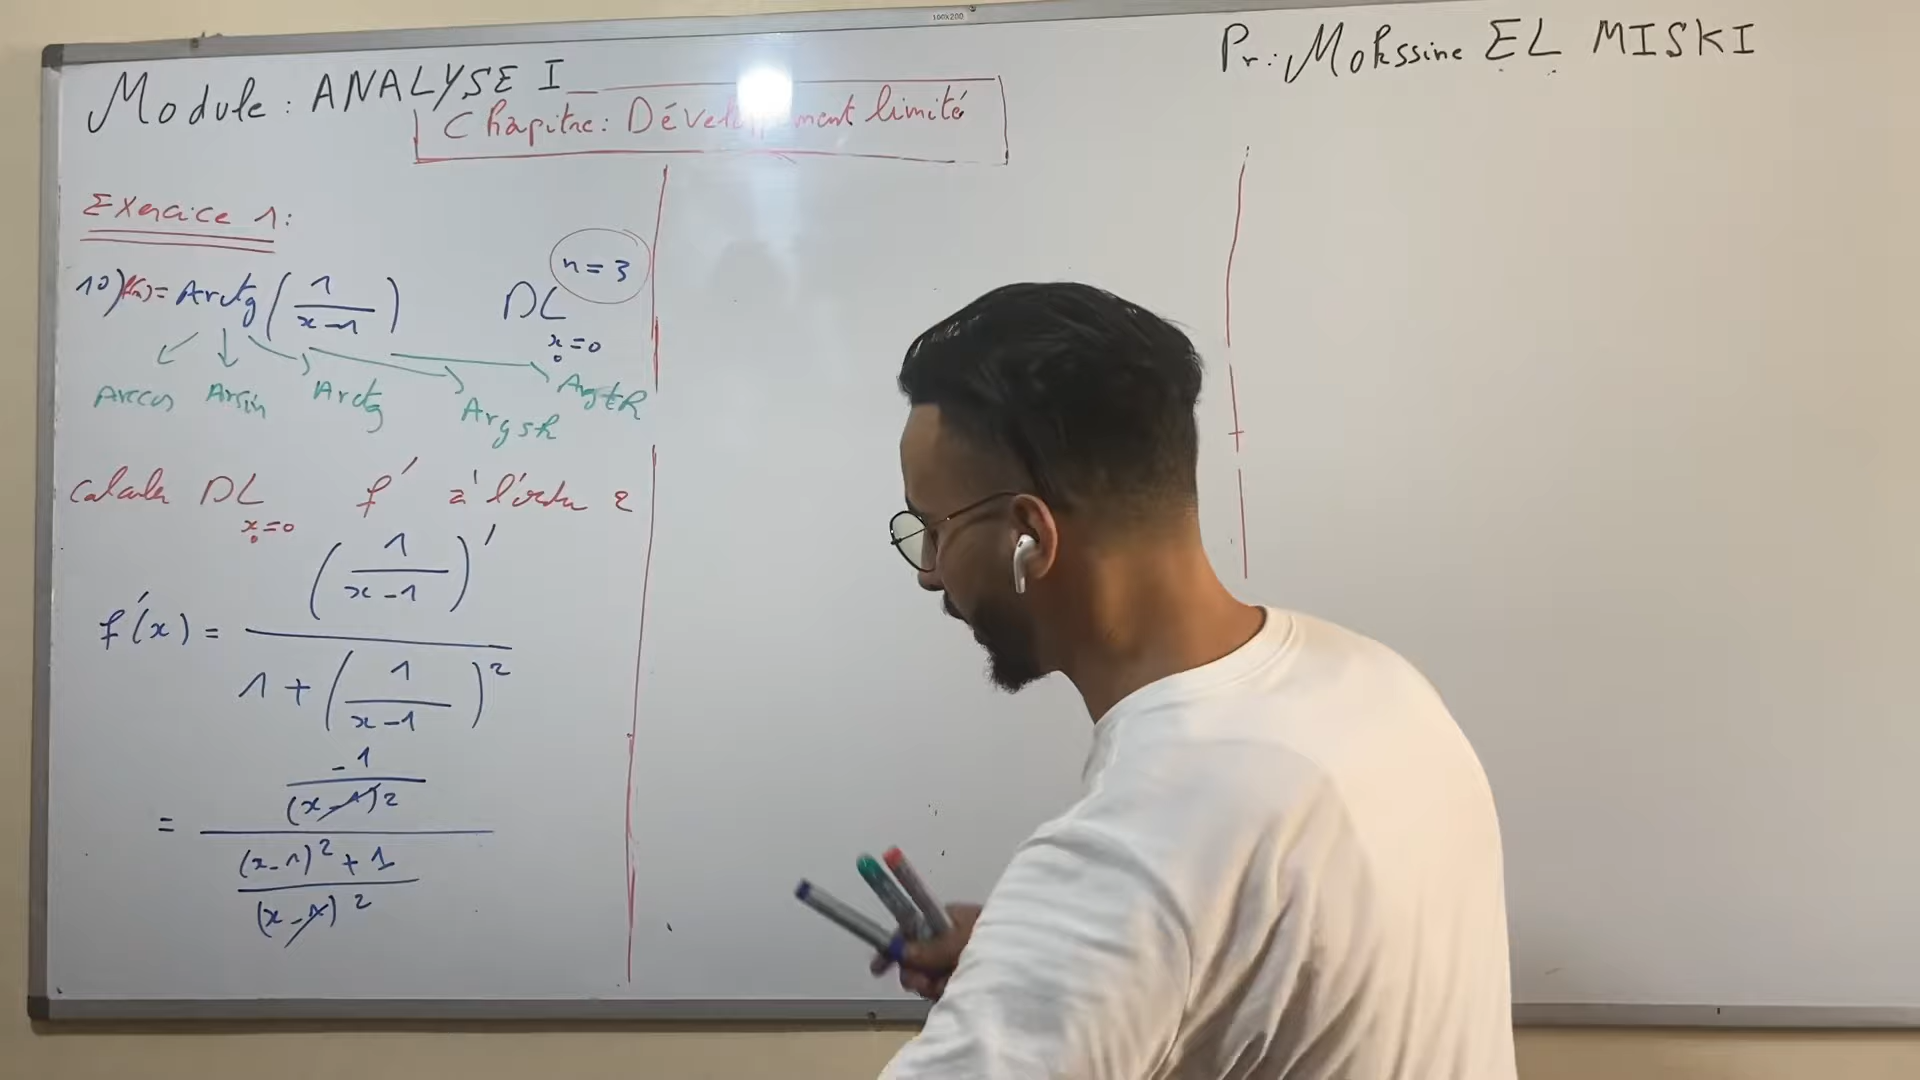 100x200
Module: ANALYSE I
Pr: Mohssine EL MISKI
Chapitre: Développement limité
Exercice 1:
10) f(x) = Arctg (1/(x-1)) DL n=3 x₀=0
Arccos Arsin Arctg Argsh Argth
calculer DL x₀=0 f' à l'ordre 2
f'(x) = (1/(x-1))' / (1+(1/(x-1))²)
= (-1/(x-1)²) / (((x-1)²+1)/(x-1)²)